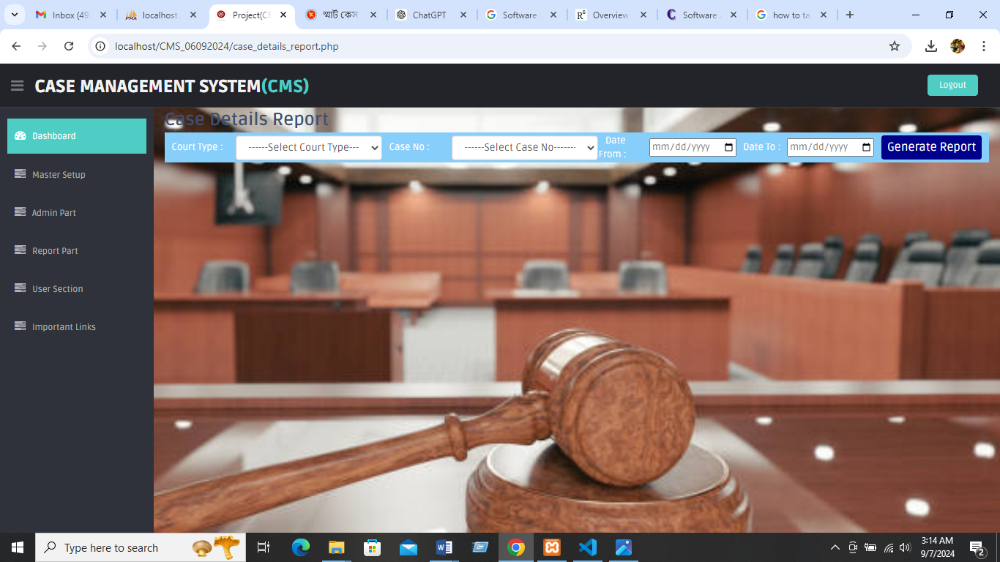 Inbox (49
localhost
Project(CM
স্মার্ট কেস
ChatGPT
Software
Overview
Software
how to ta
localhost/CMS_06092024/case_details_report.php
CASE MANAGEMENT SYSTEM(CMS)
Logout
Case Details Report
Dashboard
Court Type :
------Select Court Type---
Case No :
------Select Case No-------
Date
From :
mm/dd/yyyy
Date To :
mm/dd/yyyy
Generate Report
Master Setup
Admin Part
Report Part
User Section
Important Links
Type here to search
3:14 AM
9/7/2024
2